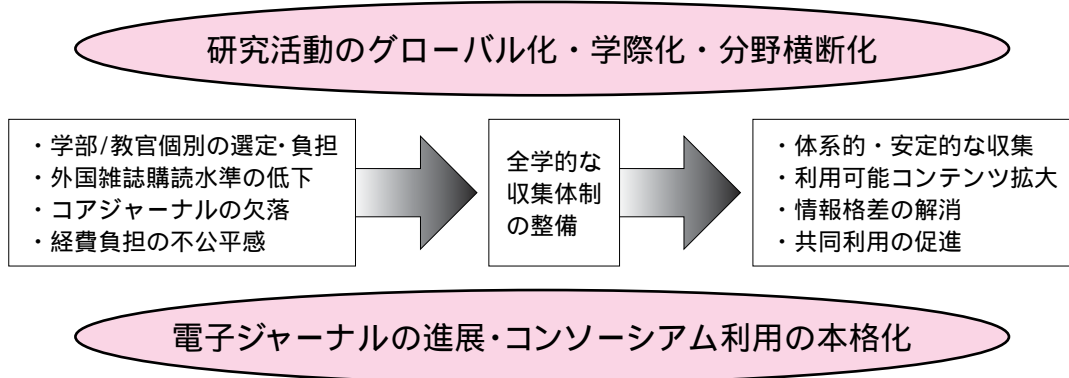 研究活動のグローバル化・学際化・分野横断化
・学部/教官個別の選定・負担
・外国雑誌購読水準の低下
・コアジャーナルの欠落
・経費負担の不公平感
全学的な
収集体制
の整備
・体系的・安定的な収集
・利用可能コンテンツ拡大
・情報格差の解消
・共同利用の促進
電子ジャーナルの進展・コンソーシアム利用の本格化